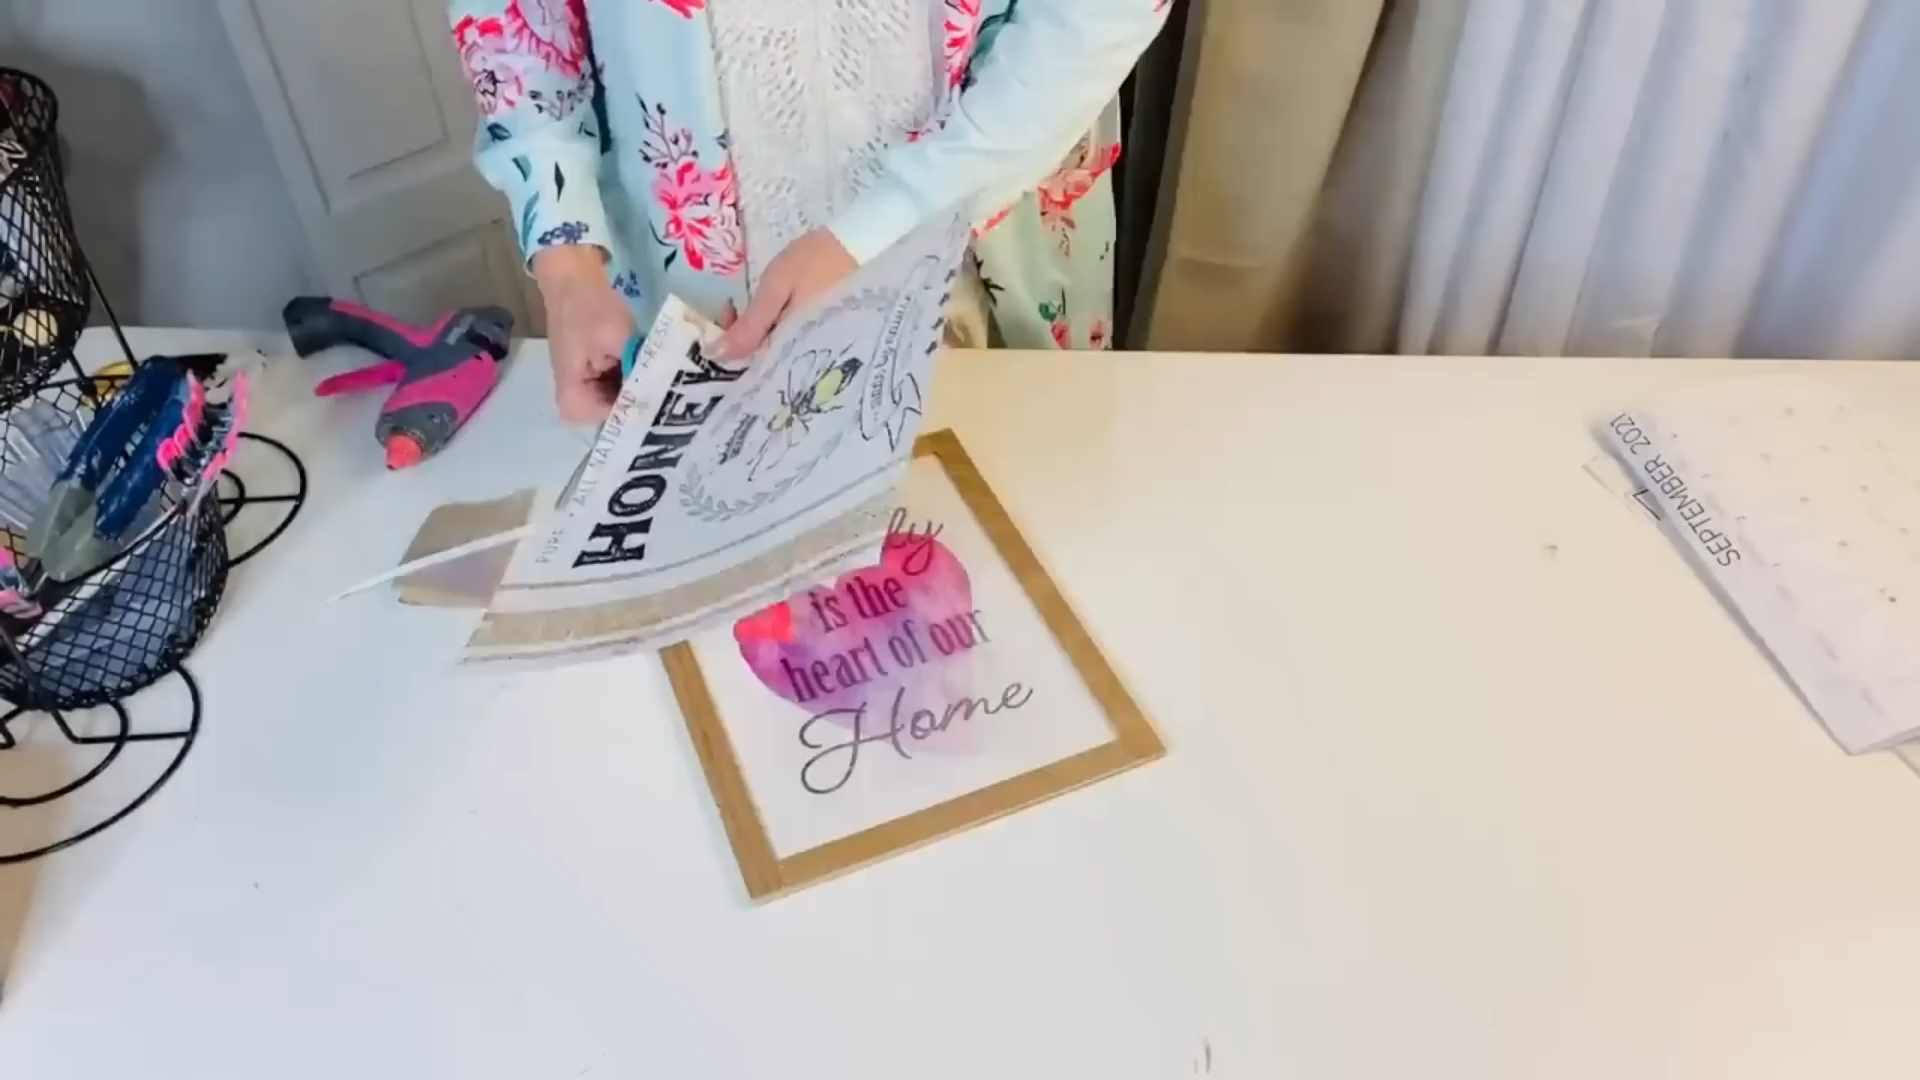 PURE • ALL NATURAL • FRESH
HONEY
ly
is the
heart of our
Home
SEPTEMBER 2021